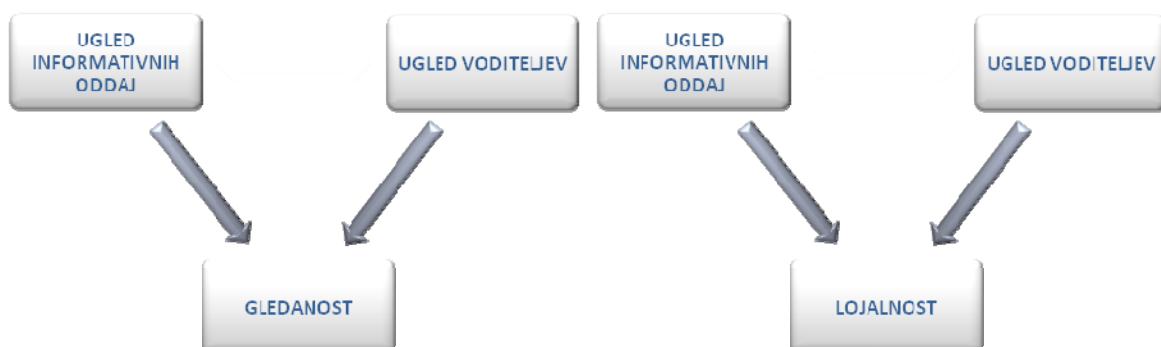 UGLED
INFORMATIVNIH
ODDAJ
UGLED VODITELJEV
GLEDANOST
UGLED
INFORMATIVNIH
ODDAJ
UGLED VODITELJEV
LOJALNOST